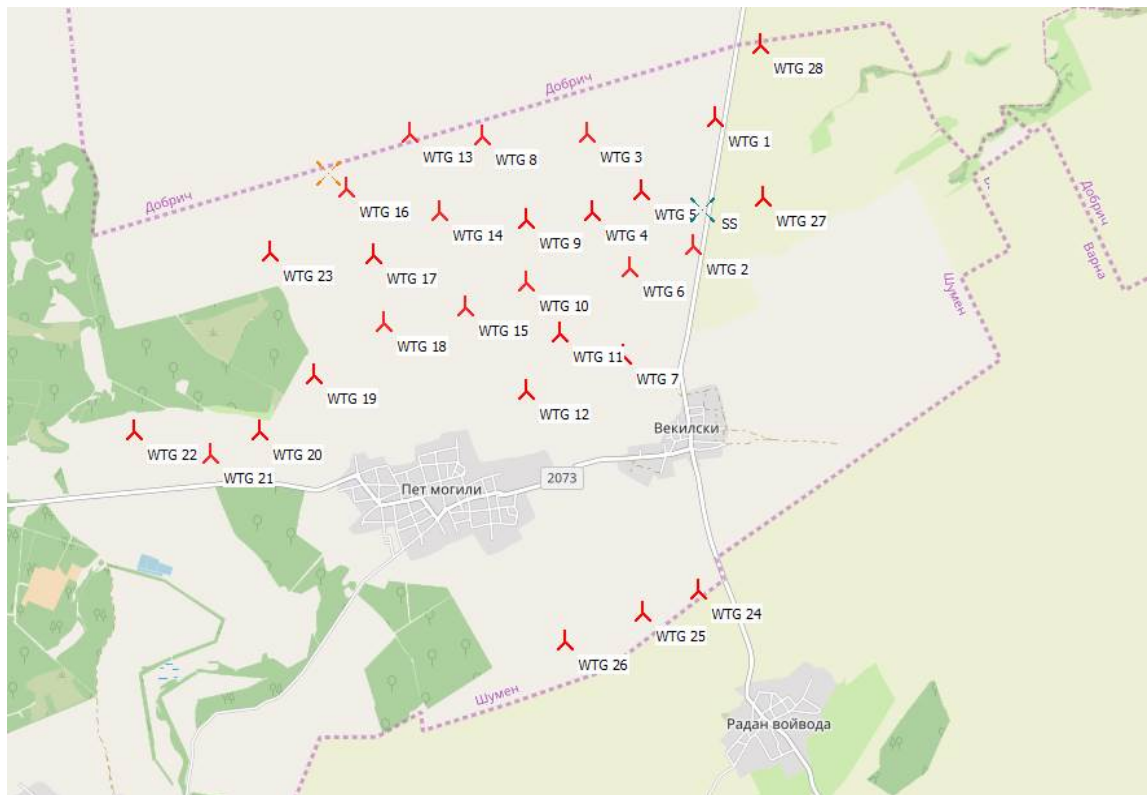 WTG 28
Добрич
WTG 1
WTG 13
WTG 8
WTG 3
Добрич
WTG 16
WTG 5
WTG 27
Добрич
WTG 14
WTG 9
WTG 4
SS
Варна
WTG 23
WTG 17
WTG 2
Шумен
WTG 6
WTG 10
WTG 15
WTG 18
WTG 11
WTG 7
WTG 19
WTG 12
Векилски
WTG 22
WTG 20
WTG 21
2073
Пет могили
WTG 24
WTG 25
WTG 26
Шумен
Радан войвода